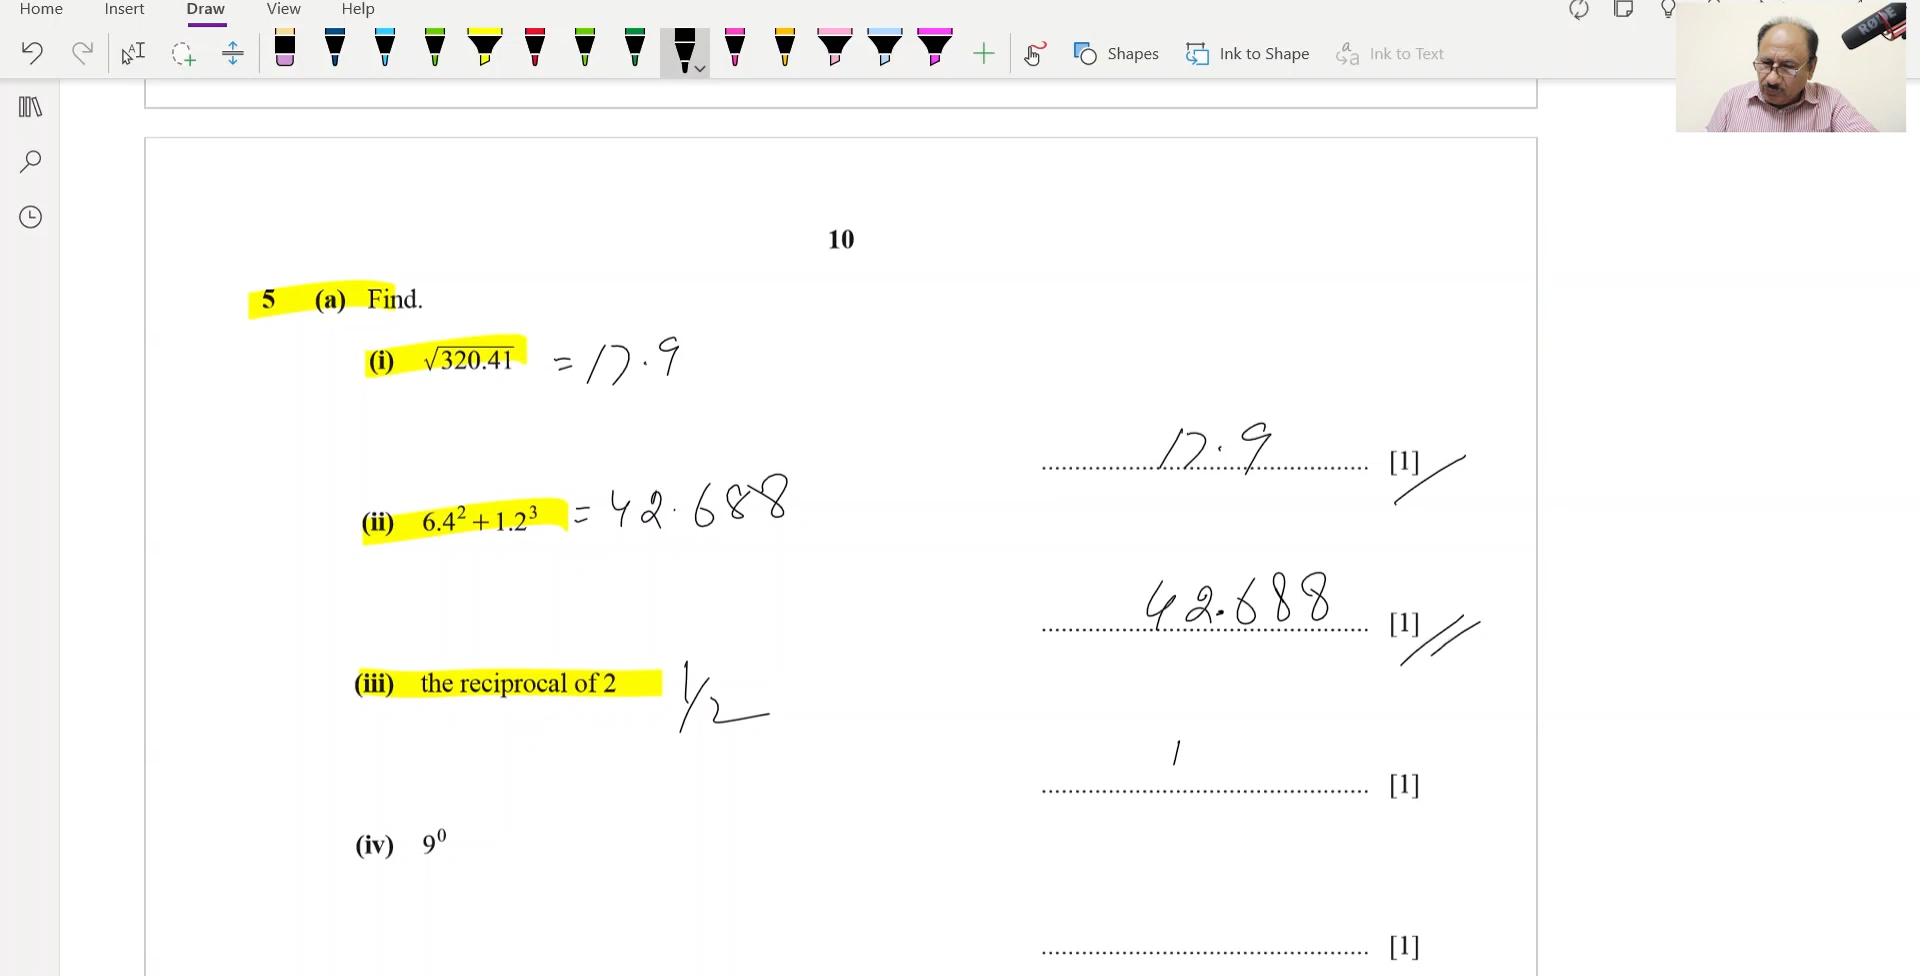 Home Insert Draw View Help
Shapes Ink to Shape Ink to Text
RØDE
10
5 (a) Find.
(i) √320.41 = 17.9
17.9 [1]
(ii) 6.4² + 1.2³ = 42.688
42.688 [1]
(iii) the reciprocal of 2 1/2
1 [1]
(iv) 9⁰
[1]